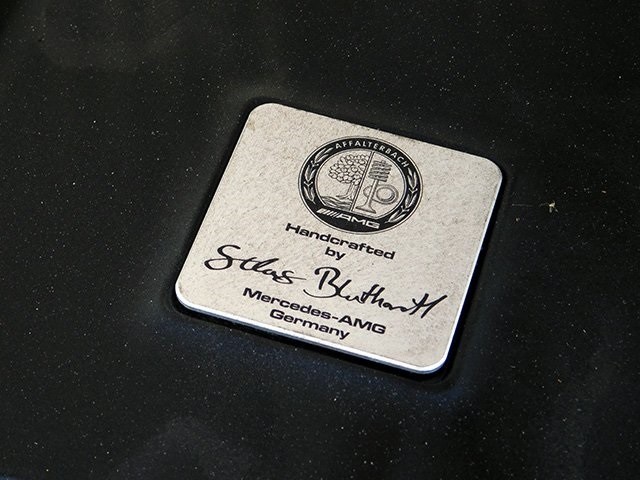 AFFALTERBACH
AMG
Handcrafted
by
Mercedes-AMG
Germany